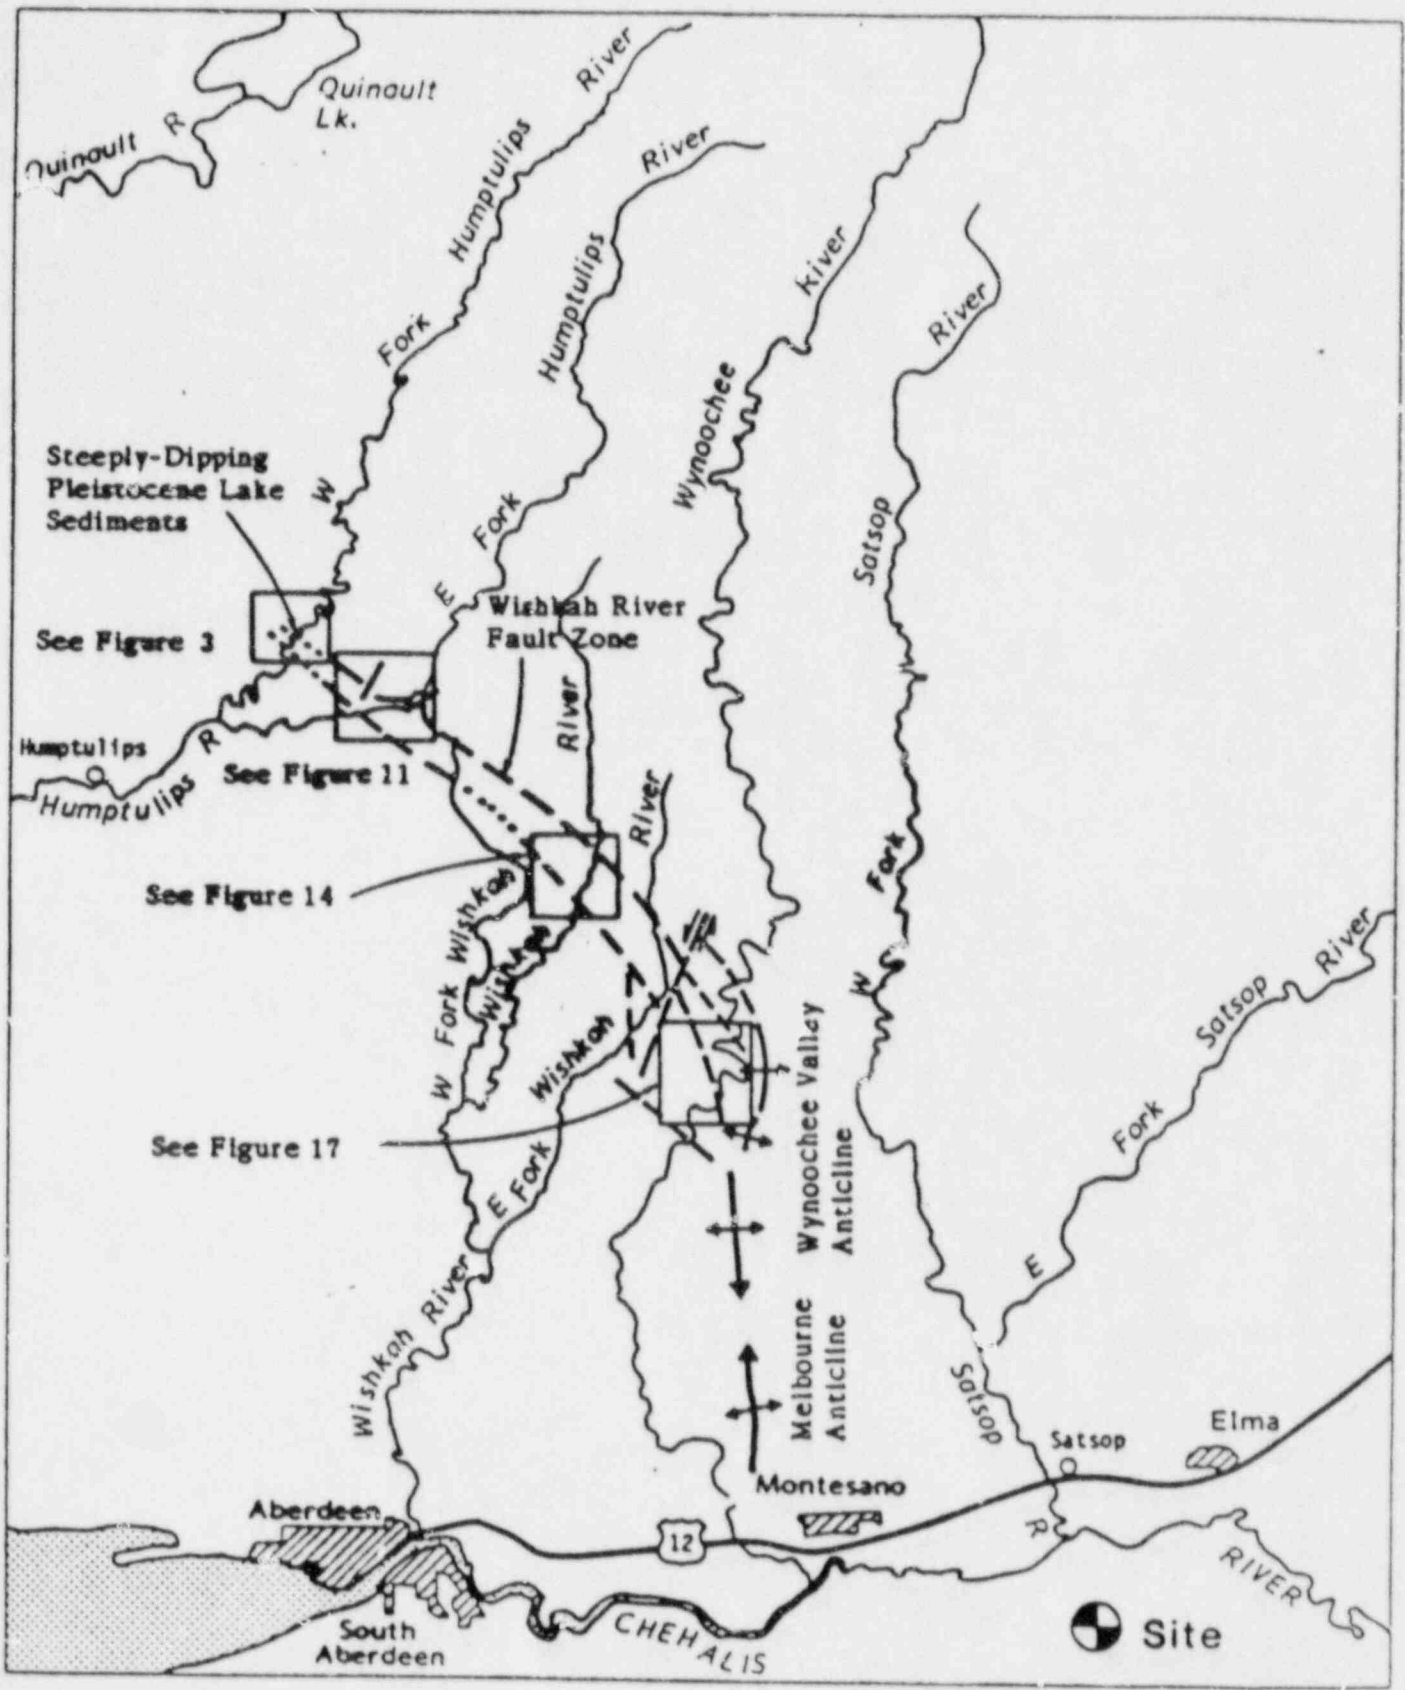 Quinault
Lk.
Quinault R
W Fork Humptulips River
E Fork Humptulips River
Wynoochee River
W Fork Satsop River
Steeply-Dipping
Pleistocene Lake
Sediments
See Figure 3
Wishkah River
Fault Zone
Humptulips
Humptulips R
See Figure 11
River
River
See Figure 14
W Fork Wishkah
Wishkah
E Fork Wishkah
See Figure 17
Wynoochee Valley
Anticline
E Fork Satsop River
Wishkah River
Melbourne
Anticline
Satsop
R
Satsop
Elma
Montesano
Aberdeen
12
South
Aberdeen
CHEHALIS
RIVER
Site